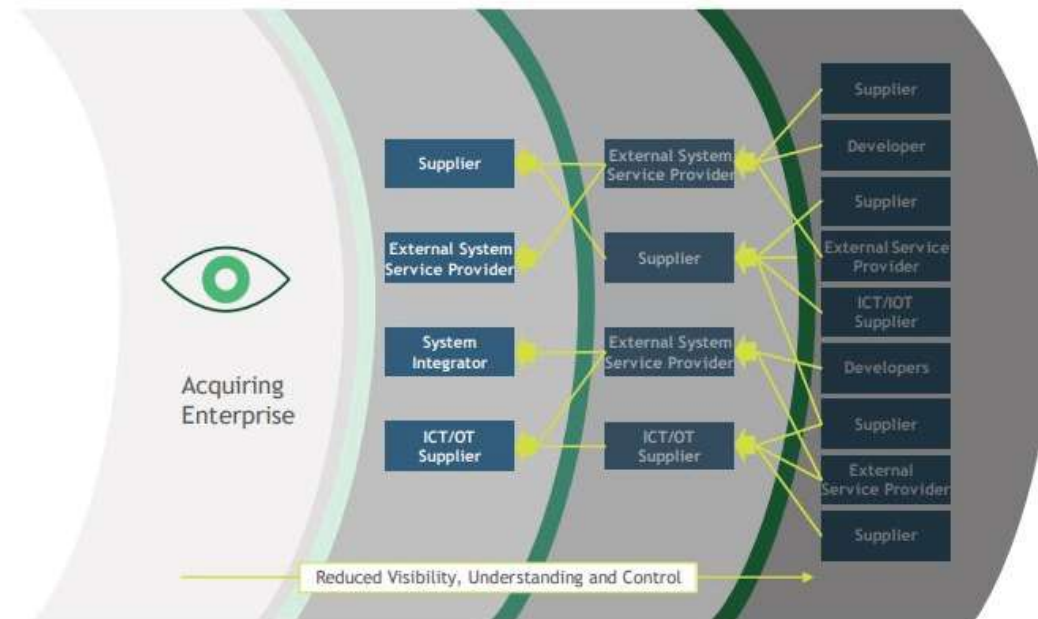 Acquiring
Enterprise
Supplier
External System
Service Provider
System
Integrator
ICT/OT
Supplier
External System
Service Provider
Supplier
External System
Service Provider
ICT/OT
Supplier
Supplier
Developer
Supplier
External Service
Provider
ICT/IOT
Supplier
Developers
Supplier
External
Service Provider
Supplier
Reduced Visibility, Understanding and Control